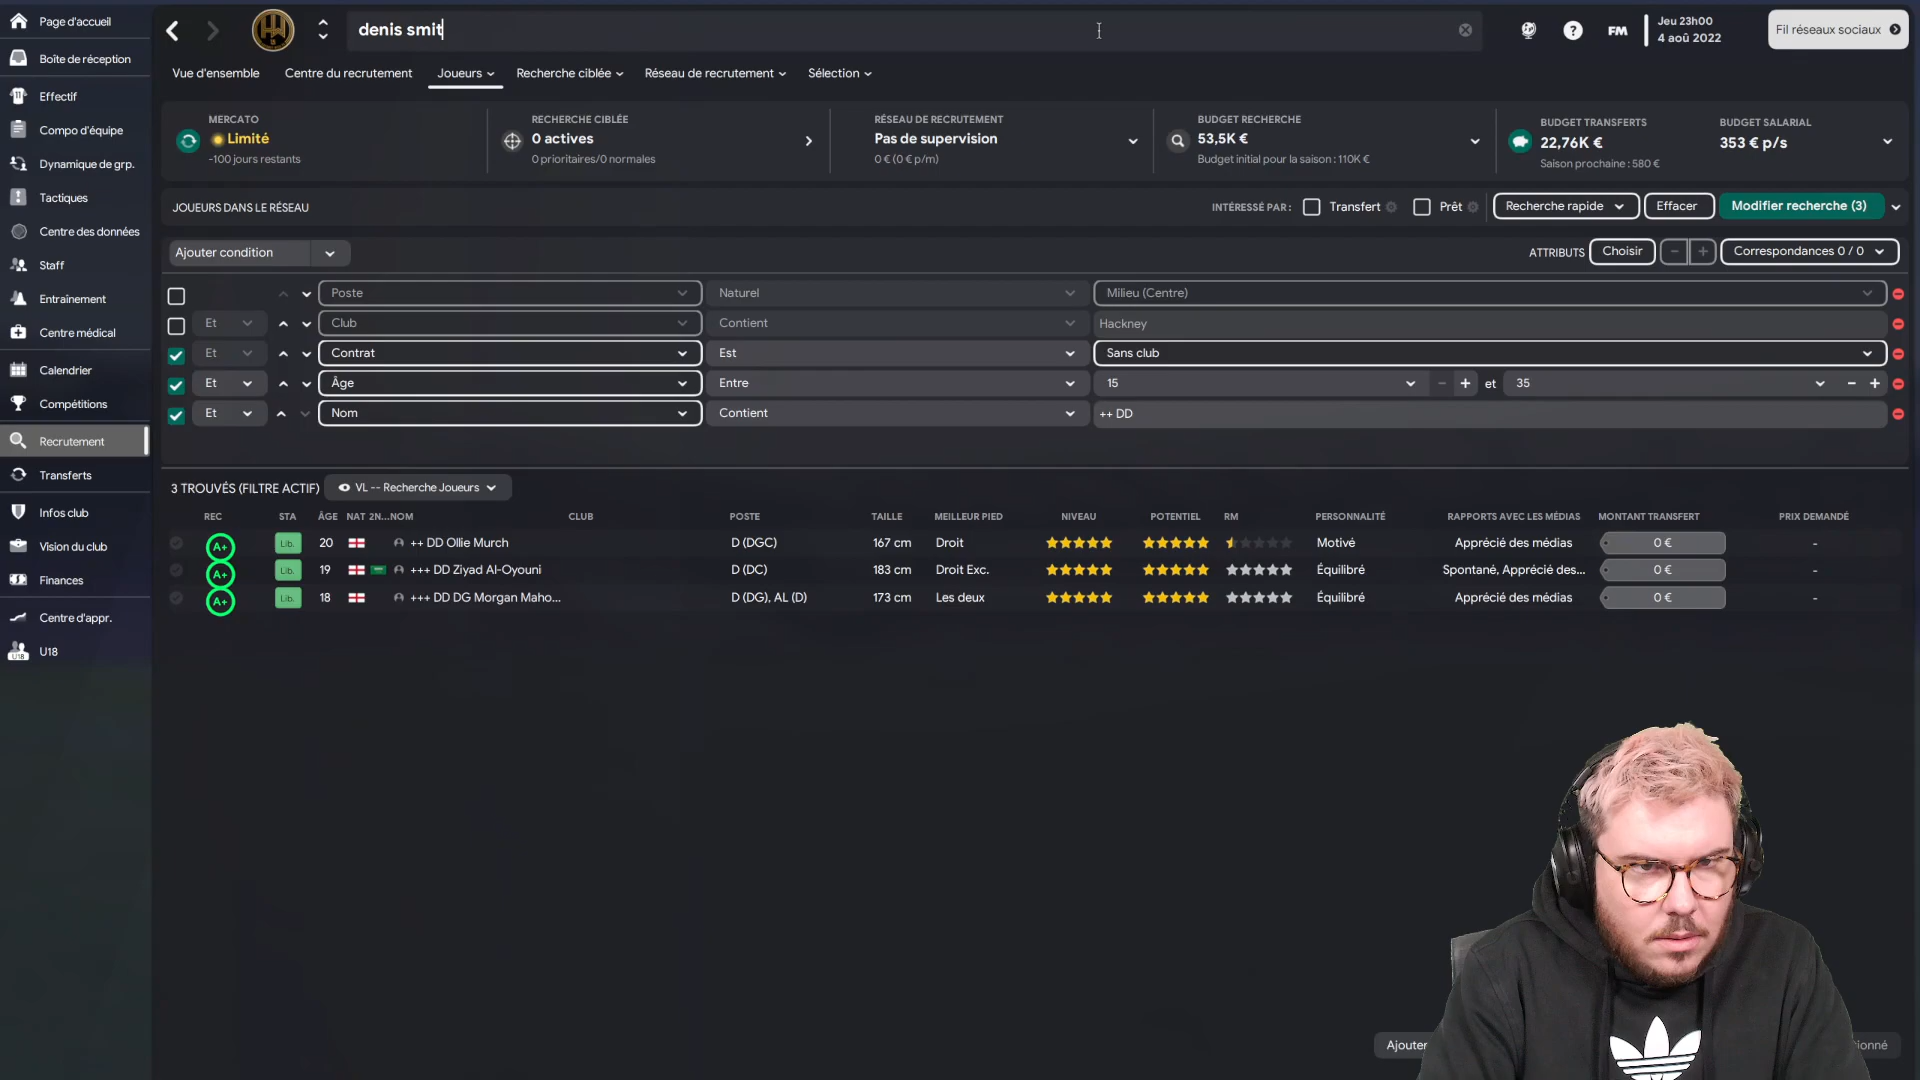 Page d'accueil
Boîte de réception
Effectif
Compo d'équipe
Dynamique de grp.
Tactiques
Centre des données
Staff
Entraînement
Centre médical
Calendrier
Compétitions
Recrutement
Transferts
Infos club
Vision du club
Finances
Centre d'appr.
U18
denis smit
FM
Jeu 23h00
4 aoû 2022
Fil réseaux sociaux
Vue d'ensemble Centre du recrutement Joueurs Recherche ciblée Réseau de recrutement Sélection
MERCATO
Limité
-100 jours restants
RECHERCHE CIBLÉE
0 actives
0 prioritaires/0 normales
RÉSEAU DE RECRUTEMENT
Pas de supervision
0 € (0 € p/m)
BUDGET RECHERCHE
53,5K €
Budget initial pour la saison : 110K €
BUDGET TRANSFERTS
22,76K €
Saison prochaine : 580 €
BUDGET SALARIAL
353 € p/s
JOUEURS DANS LE RÉSEAU INTÉRESSÉ PAR : Transfert Prêt Recherche rapide Effacer Modifier recherche (3)
Ajouter condition ATTRIBUTS Choisir - + Correspondances 0 / 0
Poste Naturel Milieu (Centre)
Et Club Contient Hackney
Et Contrat Est Sans club
Et Âge Entre 15 - + et 35 - +
Et Nom Contient ++ DD
3 TROUVÉS (FILTRE ACTIF) VL -- Recherche Joueurs
REC STA ÂGE NAT 2N... NOM CLUB POSTE TAILLE MEILLEUR PIED NIVEAU POTENTIEL RM PERSONNALITÉ RAPPORTS AVEC LES MÉDIAS MONTANT TRANSFERT PRIX DEMANDÉ
A+ Lib. 20 ++ DD Ollie Murch D (DGC) 167 cm Droit Motivé Apprécié des médias 0 € -
A+ Lib. 19 +++ DD Ziyad Al-Oyouni D (DC) 183 cm Droit Exc. Équilibré Spontané, Apprécié des... 0 € -
A+ Lib. 18 +++ DD DG Morgan Maho... D (DG), AL (D) 173 cm Les deux Équilibré Apprécié des médias 0 € -
Ajouter ionné